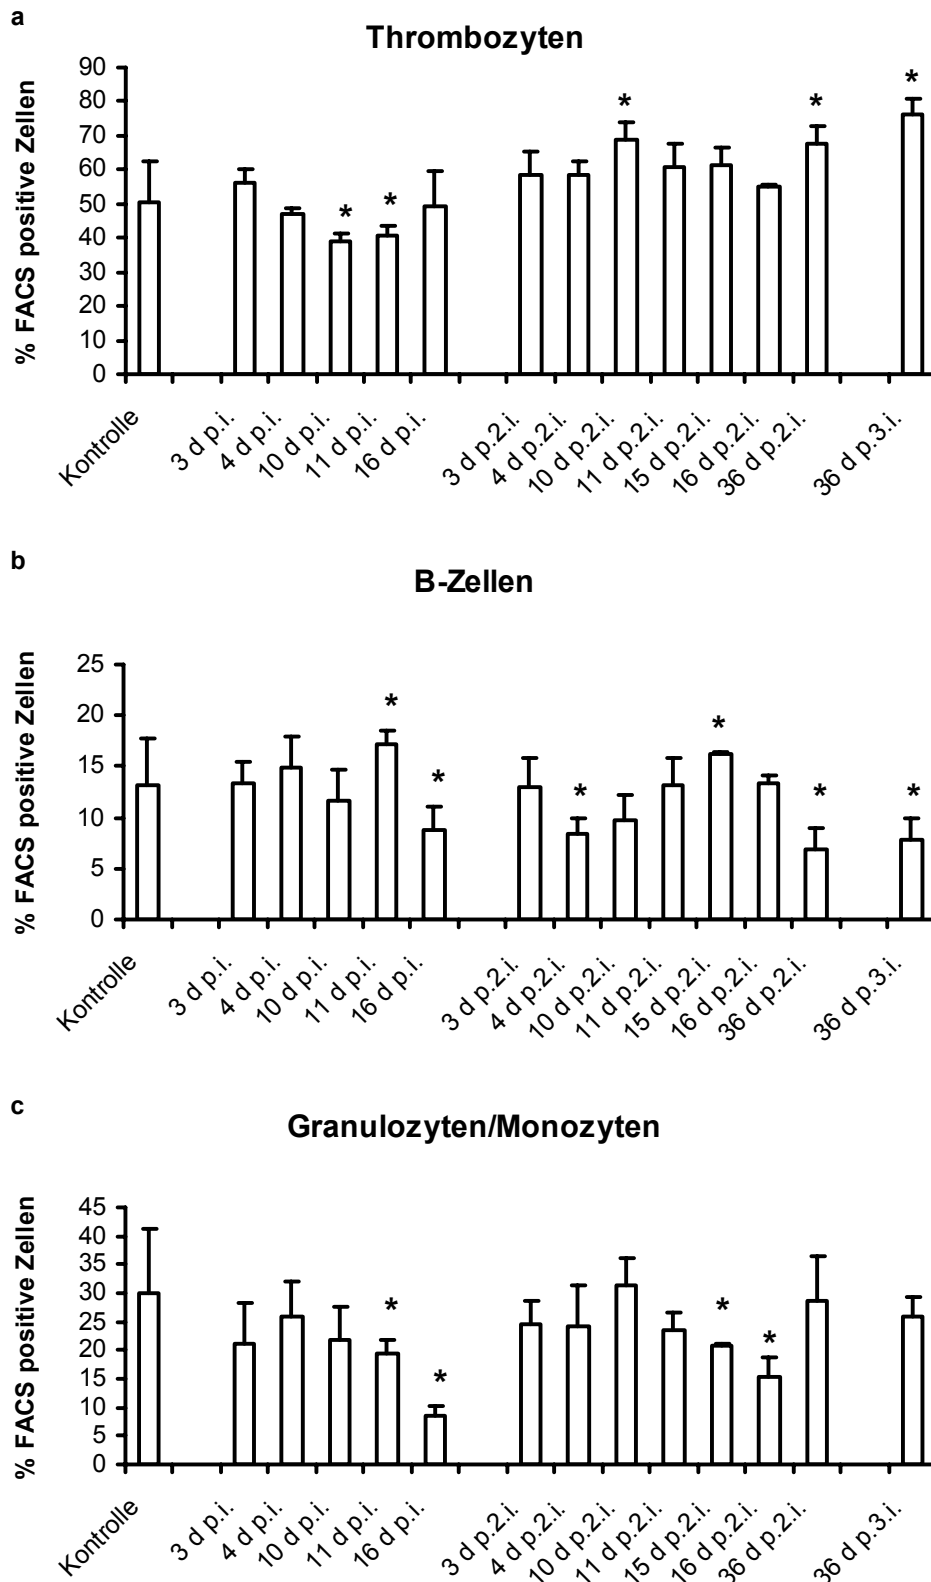 a
Thrombozyten
% FACS positive Zellen
90
80
70
60
50
40
30
20
10
0
* * * * *
Kontrolle
3 d p.i.
4 d p.i.
10 d p.i.
11 d p.i.
16 d p.i.
3 d p.2.i.
4 d p.2.i.
10 d p.2.i.
11 d p.2.i.
15 d p.2.i.
16 d p.2.i.
36 d p.2.i.
36 d p.3.i.
b
B-Zellen
% FACS positive Zellen
25
20
15
10
5
0
* * * * * *
Kontrolle
3 d p.i.
4 d p.i.
10 d p.i.
11 d p.i.
16 d p.i.
3 d p.2.i.
4 d p.2.i.
10 d p.2.i.
11 d p.2.i.
15 d p.2.i.
16 d p.2.i.
36 d p.2.i.
36 d p.3.i.
c
Granulozyten/Monozyten
% FACS positive Zellen
45
40
35
30
25
20
15
10
5
0
* * * *
Kontrolle
3 d p.i.
4 d p.i.
10 d p.i.
11 d p.i.
16 d p.i.
3 d p.2.i.
4 d p.2.i.
10 d p.2.i.
11 d p.2.i.
15 d p.2.i.
16 d p.2.i.
36 d p.2.i.
36 d p.3.i.